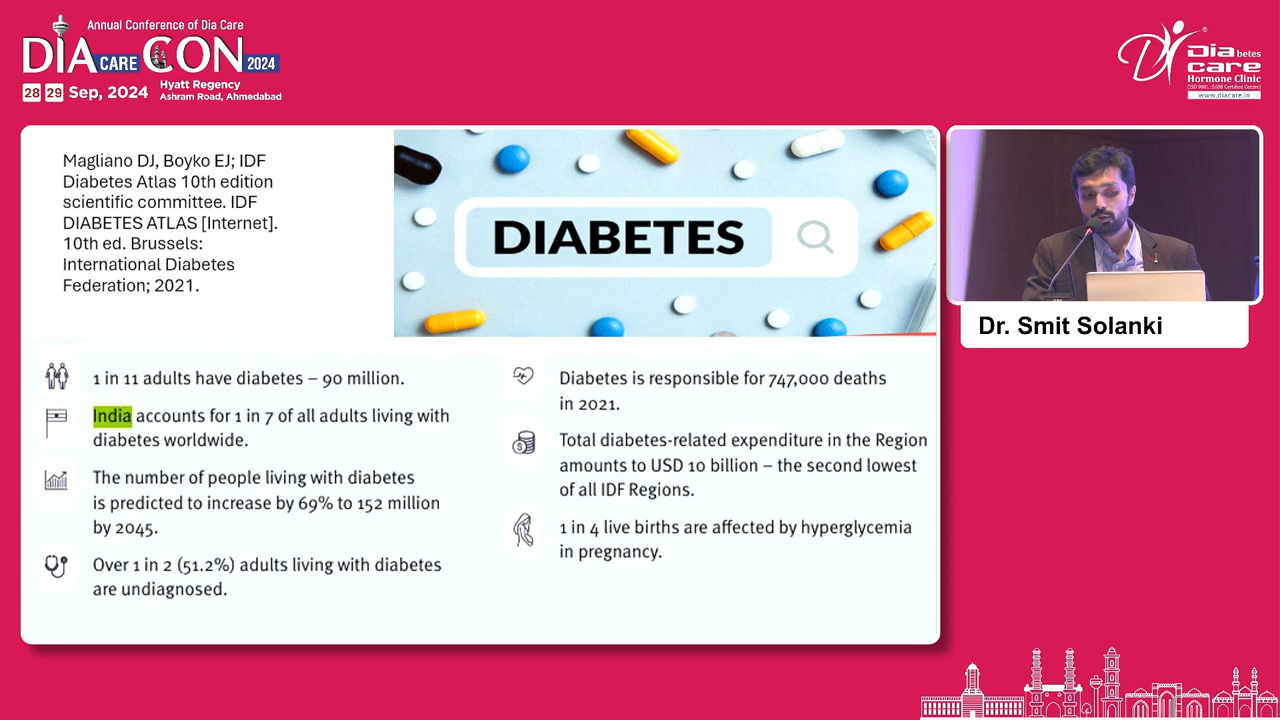 Annual Conference of Dia Care
DIA CARE CON 2024
28 29 Sep, 2024
Hyatt Regency
Ashram Road, Ahmedabad
Diabetes
care
Hormone Clinic
(ISO 9001 :2008 Certified Centre)
www.diacare.in
Magliano DJ, Boyko EJ; IDF
Diabetes Atlas 10th edition
scientific committee. IDF
DIABETES ATLAS [Internet].
10th ed. Brussels:
International Diabetes
Federation; 2021.
DIABETES
Dr. Smit Solanki
1 in 11 adults have diabetes – 90 million.
India accounts for 1 in 7 of all adults living with
diabetes worldwide.
The number of people living with diabetes
is predicted to increase by 69% to 152 million
by 2045.
Over 1 in 2 (51.2%) adults living with diabetes
are undiagnosed.
Diabetes is responsible for 747,000 deaths
in 2021.
Total diabetes-related expenditure in the Region
amounts to USD 10 billion – the second lowest
of all IDF Regions.
1 in 4 live births are affected by hyperglycemia
in pregnancy.